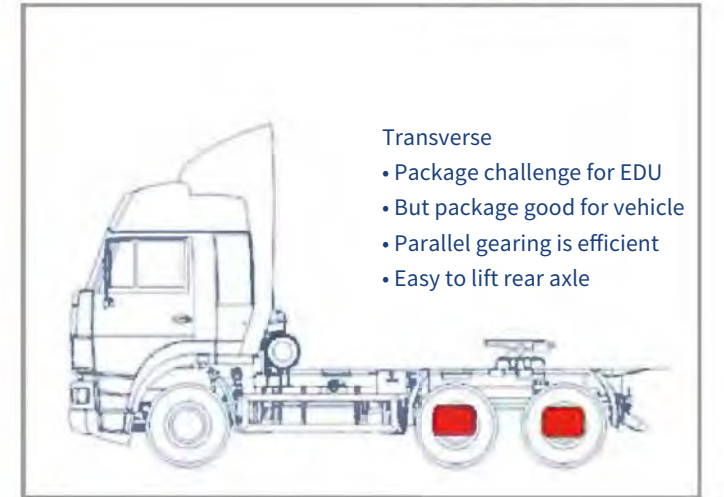 Transverse
• Package challenge for EDU
• But package good for vehicle
• Parallel gearing is efficient
• Easy to lift rear axle